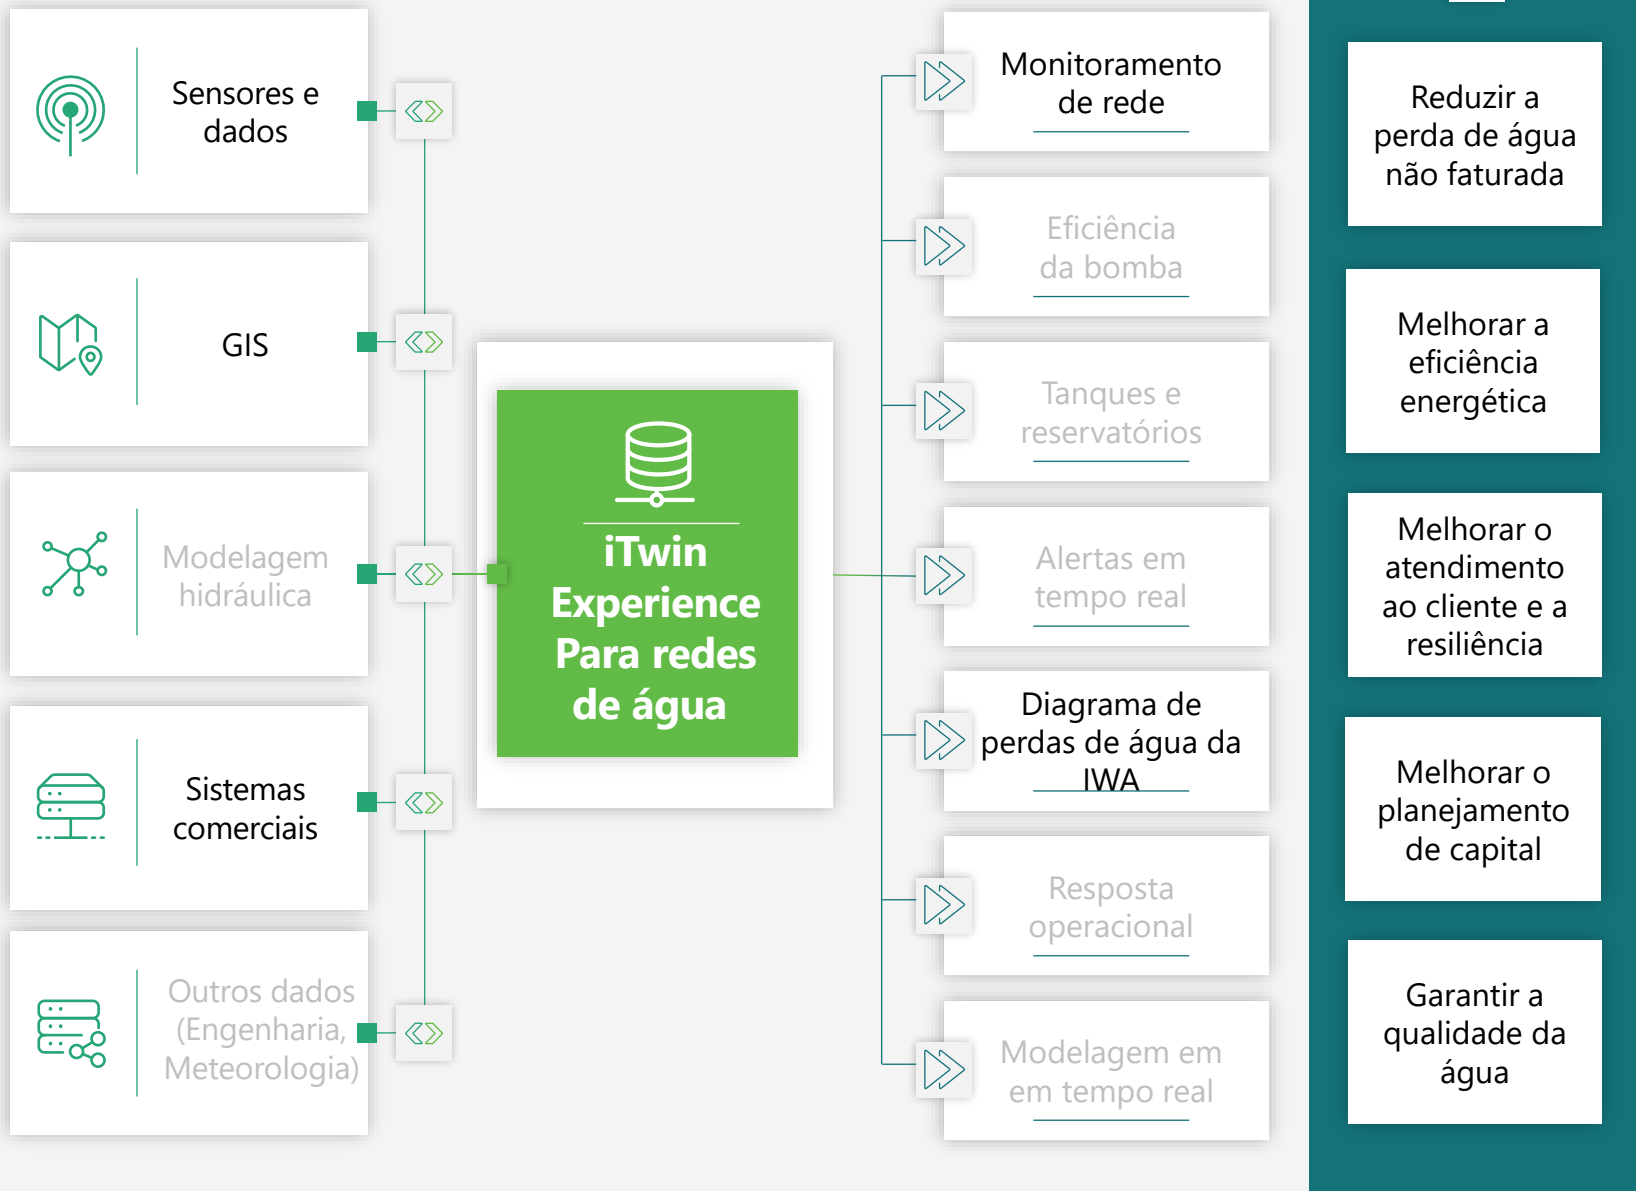 Sensores e
dados
GIS
Modelagem
hidráulica
Sistemas
comerciais
Outros dados
(Engenharia,
Meteorologia)
iTwin
Experience
Para redes
de água
Monitoramento
de rede
Eficiência
da bomba
Tanques e
reservatórios
Alertas em
tempo real
Diagrama de
perdas de água da
IWA
Resposta
operacional
Modelagem em
em tempo real
Reduzir a
perda de água
não faturada
Melhorar a
eficiência
energética
Melhorar o
atendimento
ao cliente e a
resiliência
Melhorar o
planejamento
de capital
Garantir a
qualidade da
água